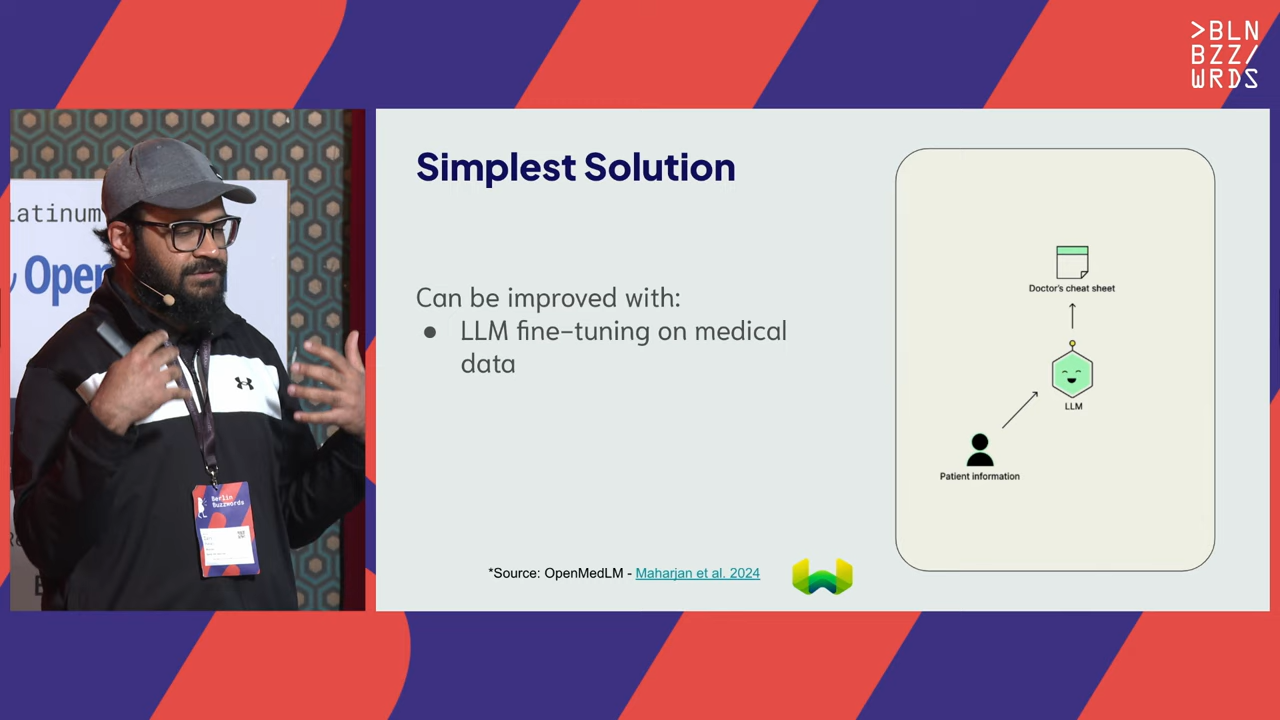 >BLN
BZZ/
WRDS
latinum
Open
Berlin
Buzzwords
Simplest Solution
Can be improved with:
● LLM fine-tuning on medical
data
*Source: OpenMedLM - Maharjan et al. 2024
Doctor's cheat sheet
LLM
Patient information